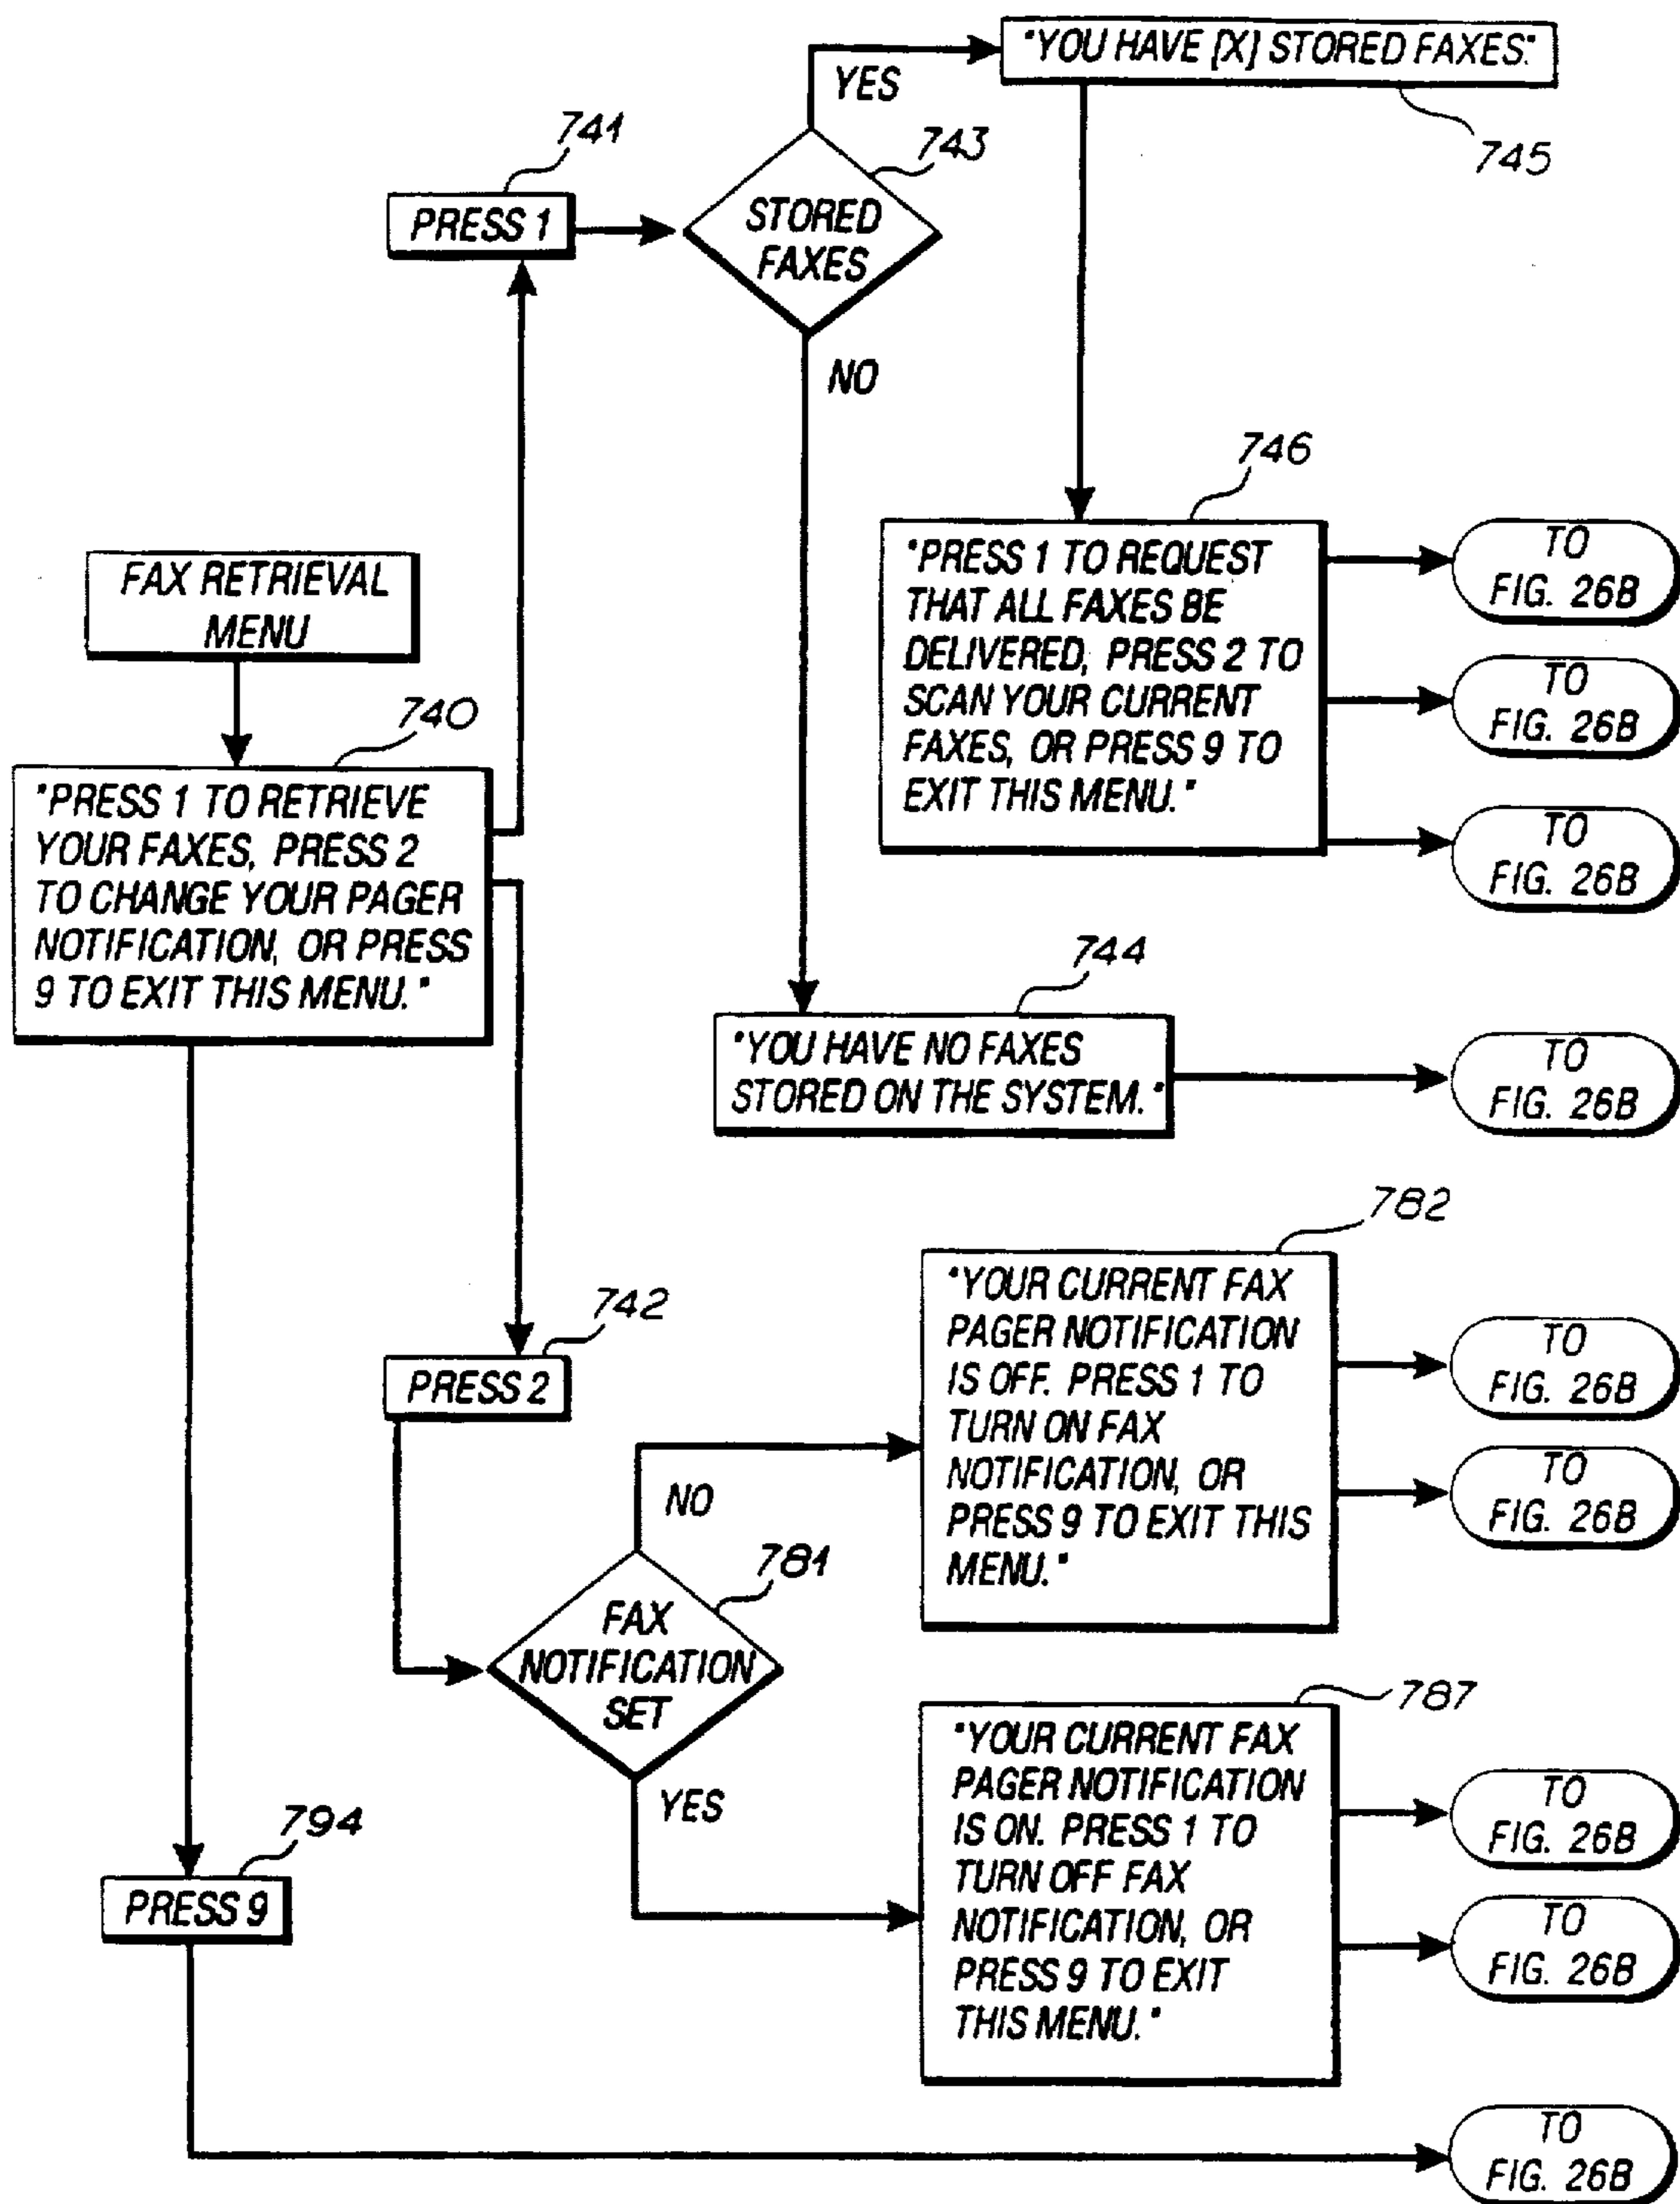 "YOU HAVE [X] STORED FAXES"
YES
745
741
743
PRESS 1
STORED
FAXES
NO
746
"PRESS 1 TO REQUEST
THAT ALL FAXES BE
DELIVERED, PRESS 2 TO
SCAN YOUR CURRENT
FAXES, OR PRESS 9 TO
EXIT THIS MENU."
TO
FIG. 26B
TO
FIG. 26B
TO
FIG. 26B
FAX RETRIEVAL
MENU
740
"PRESS 1 TO RETRIEVE
YOUR FAXES, PRESS 2
TO CHANGE YOUR PAGER
NOTIFICATION, OR PRESS
9 TO EXIT THIS MENU."
744
"YOU HAVE NO FAXES
STORED ON THE SYSTEM."
TO
FIG. 26B
742
PRESS 2
782
"YOUR CURRENT FAX
PAGER NOTIFICATION
IS OFF. PRESS 1 TO
TURN ON FAX
NOTIFICATION, OR
PRESS 9 TO EXIT THIS
MENU."
TO
FIG. 26B
TO
FIG. 26B
NO
781
FAX
NOTIFICATION
SET
YES
787
"YOUR CURRENT FAX
PAGER NOTIFICATION
IS ON. PRESS 1 TO
TURN OFF FAX
NOTIFICATION, OR
PRESS 9 TO EXIT
THIS MENU."
TO
FIG. 26B
TO
FIG. 26B
794
PRESS 9
TO
FIG. 26B